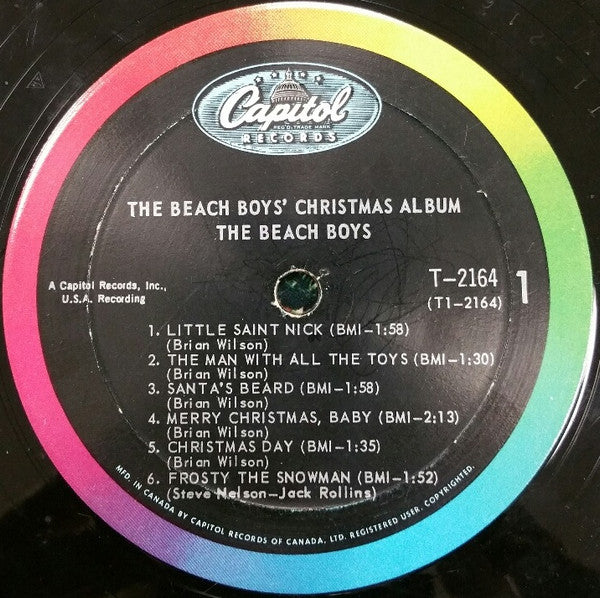 Capitol
REG'D. TRADE MARK
RECORDS
THE BEACH BOYS' CHRISTMAS ALBUM
THE BEACH BOYS
A Capitol Records, Inc.,
U.S.A. Recording
T-2164
(T1-2164)
1
1. LITTLE SAINT NICK (BMI-1:58)
(Brian Wilson)
2. THE MAN WITH ALL THE TOYS (BMI-1:30)
(Brian Wilson)
3. SANTA'S BEARD (BMI-1:58)
(Brian Wilson)
4. MERRY CHRISTMAS, BABY (BMI-2:13)
(Brian Wilson)
5. CHRISTMAS DAY (BMI-1:35)
(Brian Wilson)
6. FROSTY THE SNOWMAN (BMI-1:52)
(Steve Nelson—Jack Rollins)
MFD. IN CANADA BY CAPITOL RECORDS OF CANADA, LTD. REGISTERED USER. COPYRIGHTED.